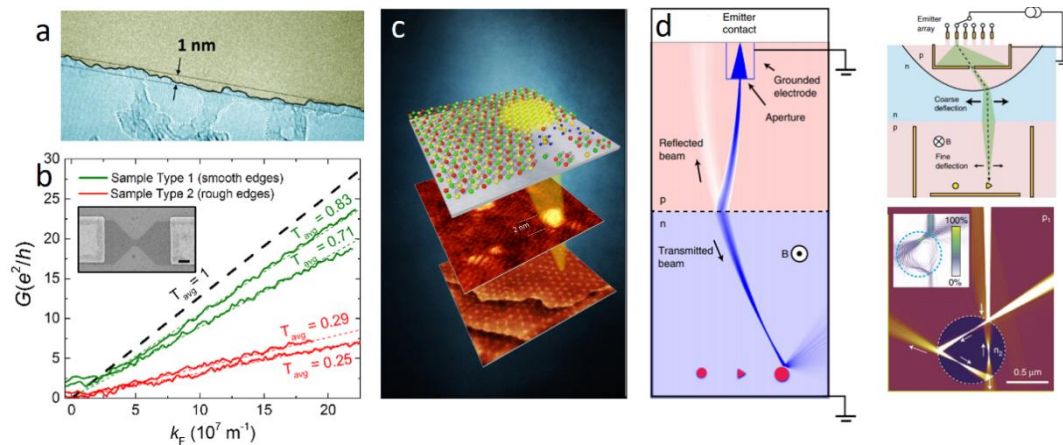 a
1 nm
b
Sample Type 1 (smooth edges)
Sample Type 2 (rough edges)
T_avg = 1
T_avg = 0.83
T_avg = 0.71
T_avg = 0.29
T_avg = 0.25
G(e²/h)
30
25
20
15
10
5
0
0 5 10 15 20
k_F (10⁷ m⁻¹)
c
2 nm
d
Emitter
contact
Grounded
electrode
Aperture
Reflected
beam
p
n
Transmitted
beam
B
Emitter
array
p
n
Coarse
deflection
p
B
Fine
deflection
100%
0%
p₁
n₂
0.5 μm